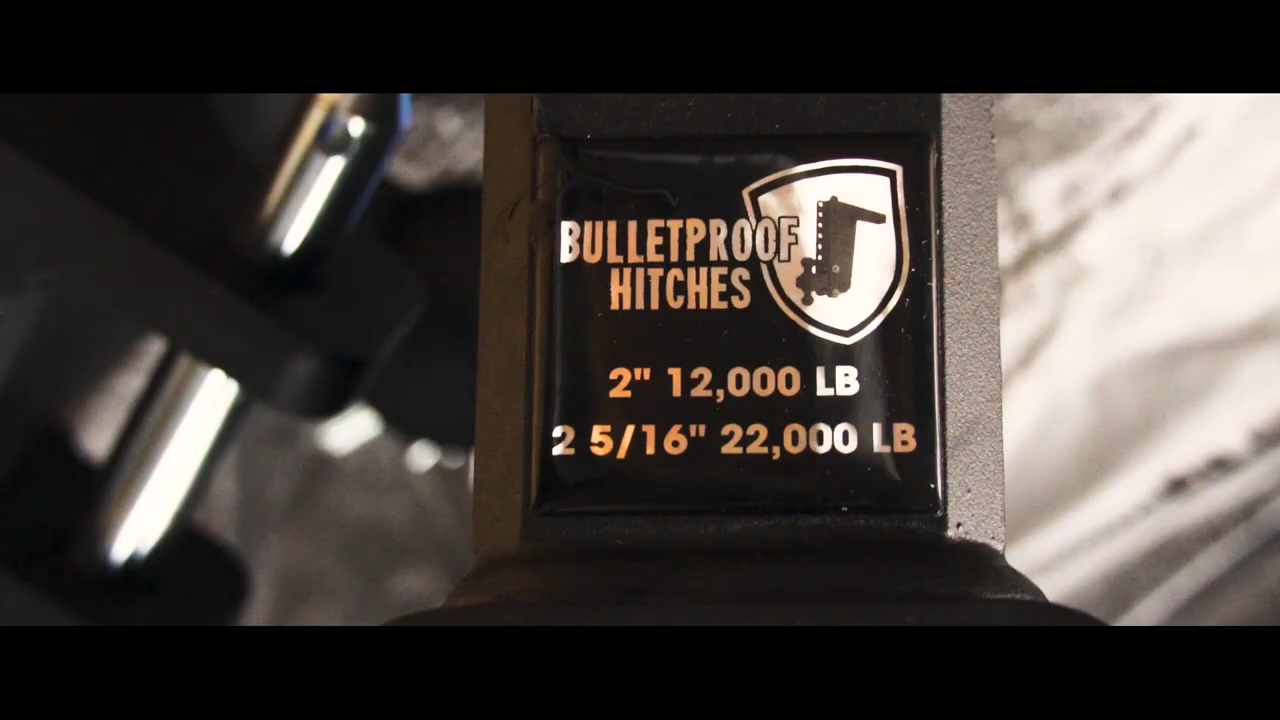 BULLETPROOF
HITCHES
2" 12,000 LB
2 5/16" 22,000 LB